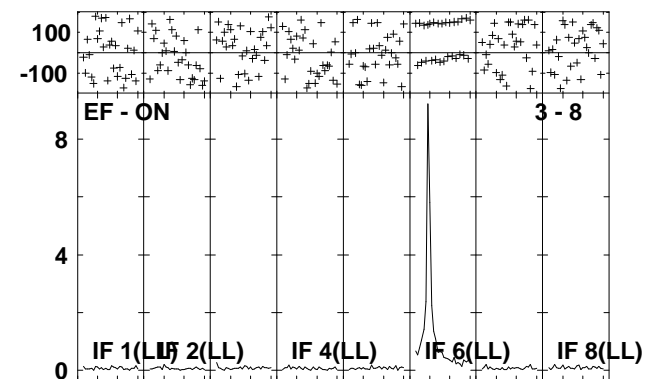 100
-100
EF - ON 3 - 8
8
4
IF 1(LL) IF 2(LL) IF 4(LL) IF 6(LL) IF 8(LL)
0